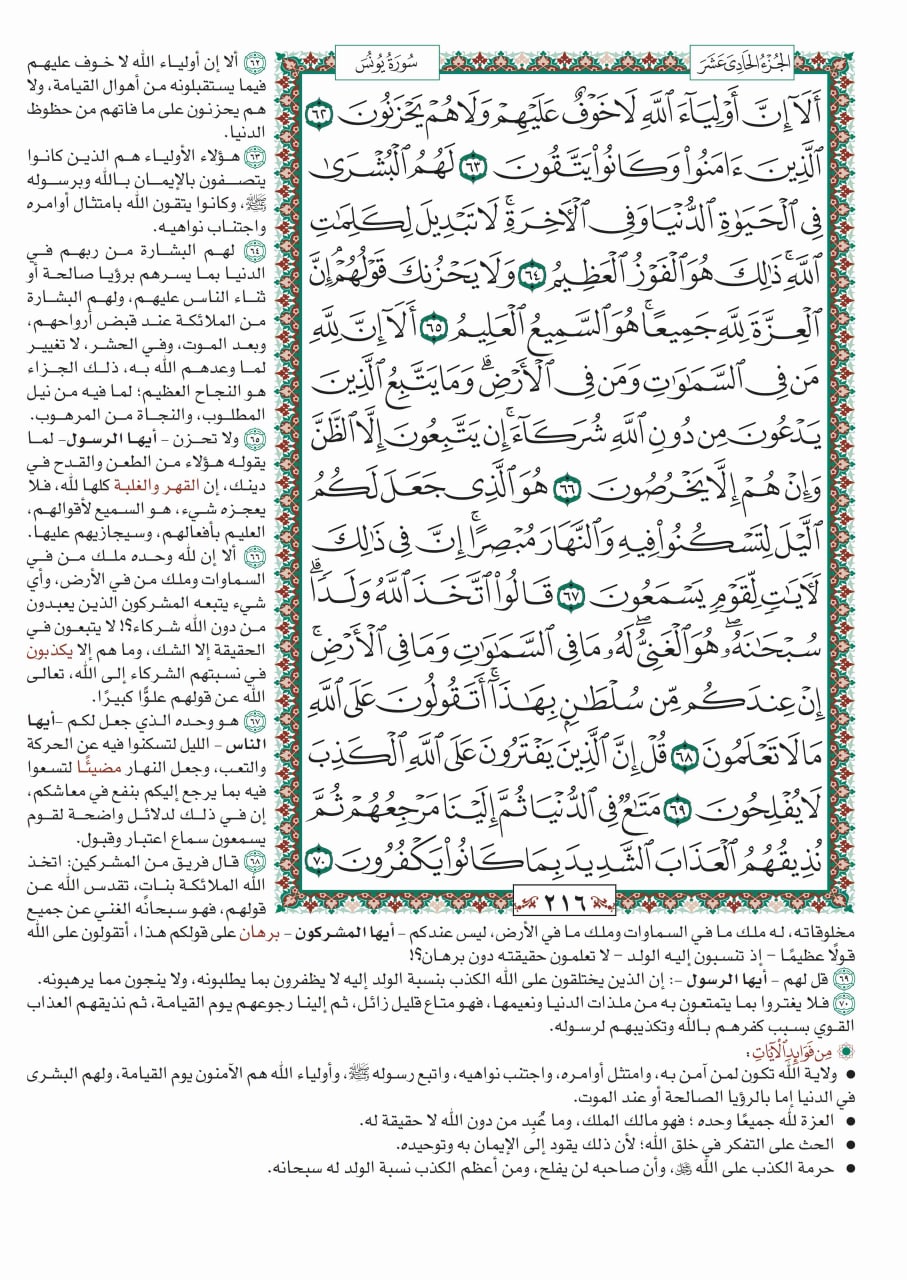 الجُزْءُ الحَادِي عَشَرَ
سُورَةُ يُونُسَ
أَلَآ إِنَّ أَوْلِيَآءَ ٱللَّهِ لَا خَوْفٌ عَلَيْهِمْ وَلَا هُمْ يَحْزَنُونَ ٦٢
ٱلَّذِينَ ءَامَنُوا۟ وَكَانُوا۟ يَتَّقُونَ ٦٣ لَهُمُ ٱلْبُشْرَىٰ
فِى ٱلْحَيَوٰةِ ٱلدُّنْيَا وَفِى ٱلْـَٔاخِرَةِ ۚ لَا تَبْدِيلَ لِكَلِمَٰتِ
ٱللَّهِ ۚ ذَٰلِكَ هُوَ ٱلْفَوْزُ ٱلْعَظِيمُ ٦٤ وَلَا يَحْزُنكَ قَوْلُهُمْ ۘ إِنَّ
ٱلْعِزَّةَ لِلَّهِ جَمِيعًا ۚ هُوَ ٱلسَّمِيعُ ٱلْعَلِيمُ ٦٥ أَلَآ إِنَّ لِلَّهِ
مَن فِى ٱلسَّمَٰوَٰتِ وَمَن فِى ٱلْأَرْضِ ۗ وَمَا يَتَّبِعُ ٱلَّذِينَ
يَدْعُونَ مِن دُونِ ٱللَّهِ شُرَكَآءَ ۚ إِن يَتَّبِعُونَ إِلَّا ٱلظَّنَّ
وَإِنْ هُمْ إِلَّا يَخْرُصُونَ ٦٦ هُوَ ٱلَّذِى جَعَلَ لَكُمُ
ٱلَّيْلَ لِتَسْكُنُوا۟ فِيهِ وَٱلنَّهَارَ مُبْصِرًا ۚ إِنَّ فِى ذَٰلِكَ
لَـَٔايَٰتٍ لِّقَوْمٍ يَسْمَعُونَ ٦٧ قَالُوا۟ ٱتَّخَذَ ٱللَّهُ وَلَدًا ۗ
سُبْحَٰنَهُۥ ۖ هُوَ ٱلْغَنِىُّ ۖ لَهُۥ مَا فِى ٱلسَّمَٰوَٰتِ وَمَا فِى ٱلْأَرْضِ ۚ
إِنْ عِندَكُم مِّن سُلْطَٰنٍۭ بِهَٰذَآ ۚ أَتَقُولُونَ عَلَى ٱللَّهِ
مَا لَا تَعْلَمُونَ ٦٨ قُلْ إِنَّ ٱلَّذِينَ يَفْتَرُونَ عَلَى ٱللَّهِ ٱلْكَذِبَ
لَا يُفْلِحُونَ ٦٩ مَتَٰعٌ فِى ٱلدُّنْيَا ثُمَّ إِلَيْنَا مَرْجِعُهُمْ ثُمَّ
نُذِيقُهُمُ ٱلْعَذَابَ ٱلشَّدِيدَ بِمَا كَانُوا۟ يَكْفُرُونَ ٧٠
٢١٦
٦٢ ألا إن أولياء الله لا خوف عليهم
فيما يستقبلونه من أهوال القيامة، ولا
هم يحزنون على ما فاتهم من حظوظ
الدنيا.
٦٣ هؤلاء الأولياء هم الذين كانوا
يتصفون بالإيمان بالله وبرسوله
ﷺ، وكانوا يتقون الله بامتثال أوامره
واجتناب نواهيه.
٦٤ لهم البشارة من ربهم في
الدنيا بما يسرهم برؤيا صالحة أو
ثناء الناس عليهم، ولهم البشارة
من الملائكة عند قبض أرواحهم،
وبعد الموت، وفي الحشر، لا تغيير
لما وعدهم الله به، ذلك الجزاء
هو النجاح العظيم؛ لما فيه من نيل
المطلوب، والنجاة من المرهوب.
٦٥ ولا تحزن - أيها الرسول- لما
يقوله هؤلاء من الطعن والقدح في
دينك، إن القهر والغلبة كلها لله، فلا
يعجزه شيء، هو السميع لأقوالهم،
العليم بأفعالهم، وسيجازيهم عليها.
٦٦ ألا إن لله وحده ملك من في
السماوات وملك من في الأرض، وأي
شيء يتبعه المشركون الذين يعبدون
من دون الله شركاء؟! لا يتبعون في
الحقيقة إلا الشك، وما هم إلا يكذبون
في نسبتهم الشركاء إلى الله، تعالى
الله عن قولهم علوًّا كبيرًا.
٦٧ هو وحده الذي جعل لكم -أيها
الناس - الليل لتسكنوا فيه عن الحركة
والتعب، وجعل النهار مضيئًا لتسعوا
فيه بما يرجع إليكم بنفع في معاشكم،
إن في ذلك لدلائل واضحة لقوم
يسمعون سماع اعتبار وقبول.
٦٨ قال فريق من المشركين: اتخذ
الله الملائكة بنات، تقدس الله عن
قولهم، فهو سبحانه الغني عن جميع
مخلوقاته، له ملك ما في السماوات وملك ما في الأرض، ليس عندكم - أيها المشركون - برهان على قولكم هذا، أتقولون على الله
قولًا عظيمًا - إذ تنسبون إليه الولد - لا تعلمون حقيقته دون برهان؟!
٦٩ قل لهم - أيها الرسول -: إن الذين يختلقون على الله الكذب بنسبة الولد إليه لا يظفرون بما يطلبونه، ولا ينجون مما يرهبونه.
٧٠ فلا يغتروا بما يتمتعون به من ملذات الدنيا ونعيمها، فهو متاع قليل زائل، ثم إلينا رجوعهم يوم القيامة، ثم نذيقهم العذاب
القوي بسبب كفرهم بالله وتكذيبهم لرسوله.
مِن فَوَائِدِ الْآيَاتِ:
• ولاية الله تكون لمن آمن به، وامتثل أوامره، واجتنب نواهيه، واتبع رسوله ﷺ، وأولياء الله هم الآمنون يوم القيامة، ولهم البشرى
في الدنيا إما بالرؤيا الصالحة أو عند الموت.
• العزة لله جميعًا وحده ؛ فهو مالك الملك، وما عُبِد من دون الله لا حقيقة له.
• الحث على التفكر في خلق الله؛ لأن ذلك يقود إلى الإيمان به وتوحيده.
• حرمة الكذب على الله ﷻ، وأن صاحبه لن يفلح، ومن أعظم الكذب نسبة الولد له سبحانه.